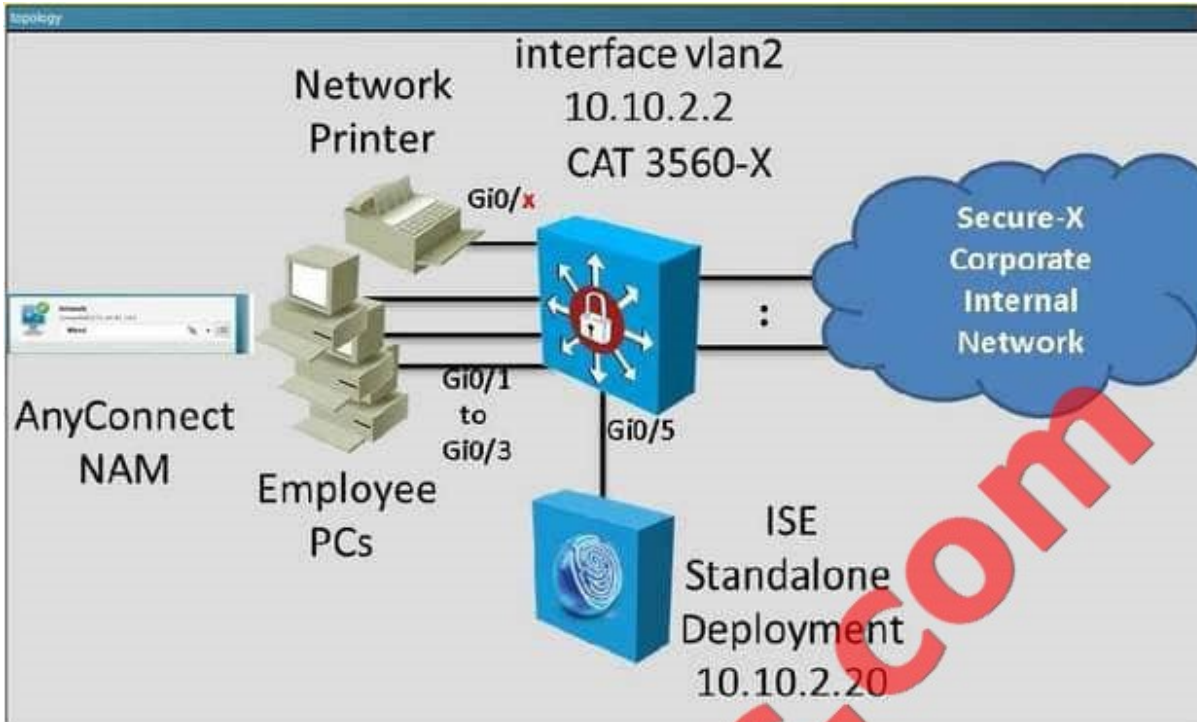 topology
interface vlan2
10.10.2.2
CAT 3560-X
Network
Printer
Gi0/x
Secure-X
Corporate
Internal
Network
:
AnyConnect
NAM
Gi0/1
to
Gi0/3
Gi0/5
Employee
PCs
ISE
Standalone
Deployment
10.10.2.20
.com